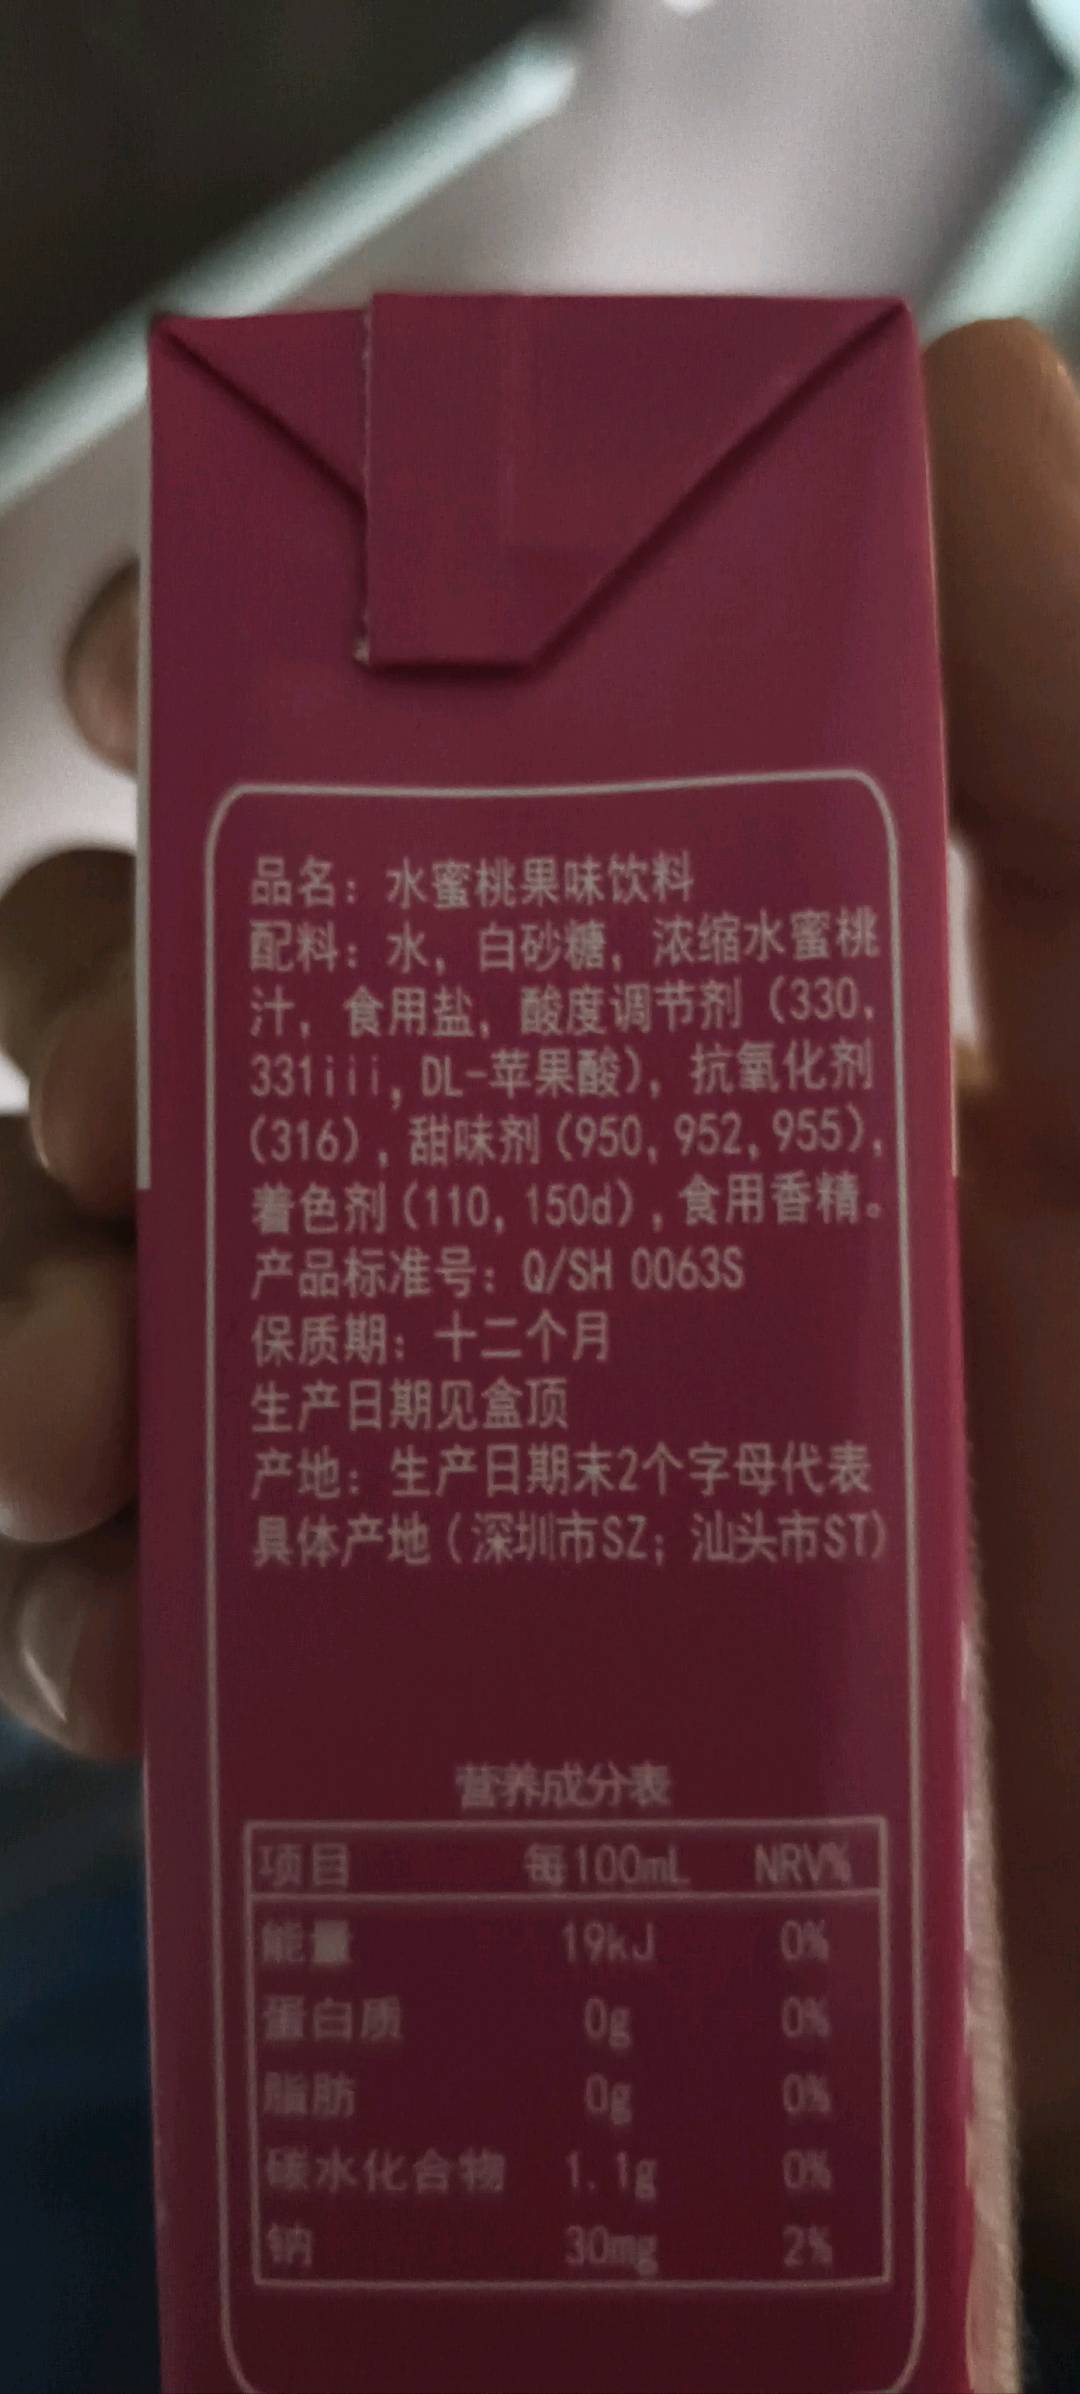 品名：水蜜桃果味饮料
配料：水，白砂糖，浓缩水蜜桃
汁，食用盐，酸度调节剂（330，
331iii，DL-苹果酸），抗氧化剂
（316），甜味剂（950，952，955），
着色剂（110，150d），食用香精。
产品标准号：Q/SH 0063S
保质期：十二个月
生产日期见盒顶
产地：生产日期末2个字母代表
具体产地（深圳市SZ；汕头市ST）
营养成分表
项目 每100mL NRV%
能量 19kJ 0%
蛋白质 0g 0%
脂肪 0g 0%
碳水化合物 1.1g 0%
钠 30mg 2%